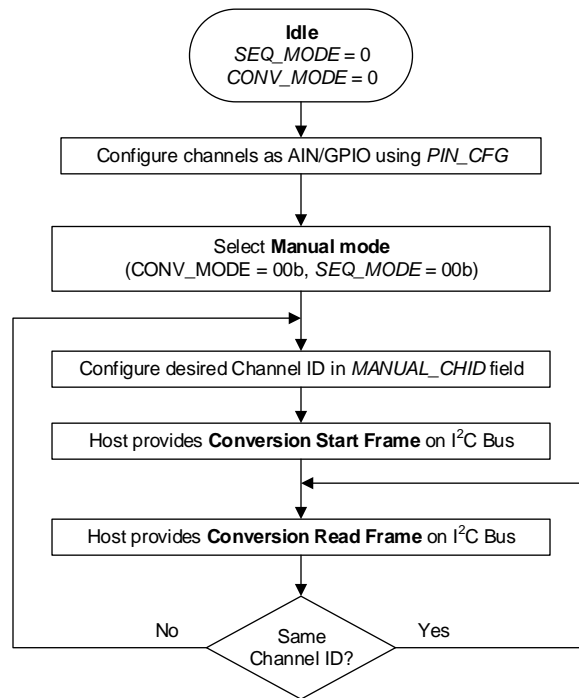 Idle
SEQ_MODE = 0
CONV_MODE = 0
Configure channels as AIN/GPIO using PIN_CFG
Select Manual mode
(CONV_MODE = 00b, SEQ_MODE = 00b)
Configure desired Channel ID in MANUAL_CHID field
Host provides Conversion Start Frame on I²C Bus
Host provides Conversion Read Frame on I²C Bus
No
Yes
Same
Channel ID?